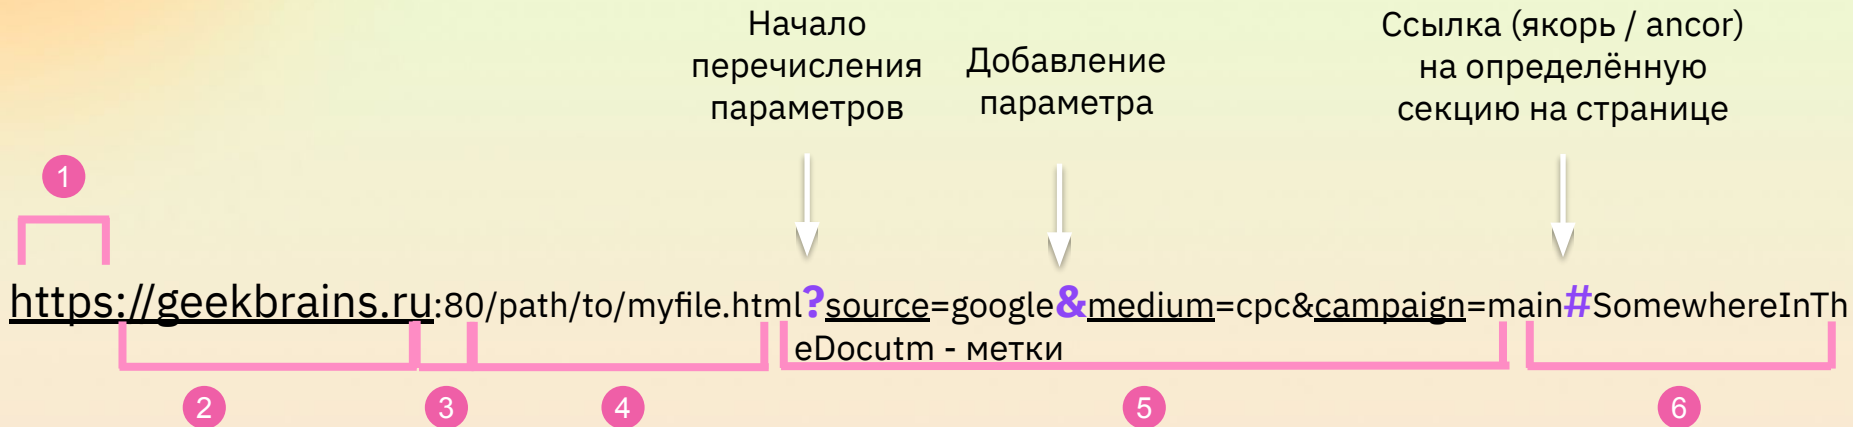 Начало
перечисления
параметров
Добавление
параметра
Ссылка (якорь / ancor)
на определённую
секцию на странице
1
https://geekbrains.ru:80/path/to/myfile.html?source=google&medium=cpc&campaign=main#SomewhereInTh
eDocutm - метки
2
3
4
5
6